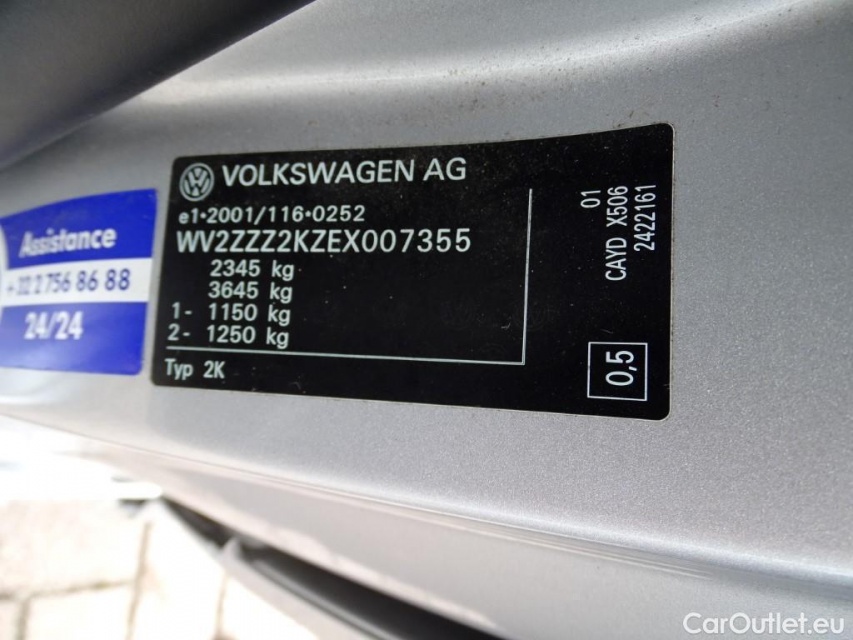 VOLKSWAGEN AG
e1•2001/116•0252
WV2ZZZ2KZEX007355
2345 kg
3645 kg
1- 1150 kg
2- 1250 kg
Typ 2K
01
CAYD X506
2422161
0,5
Assistance
2 756 86 88
24/24
CarOutlet.eu